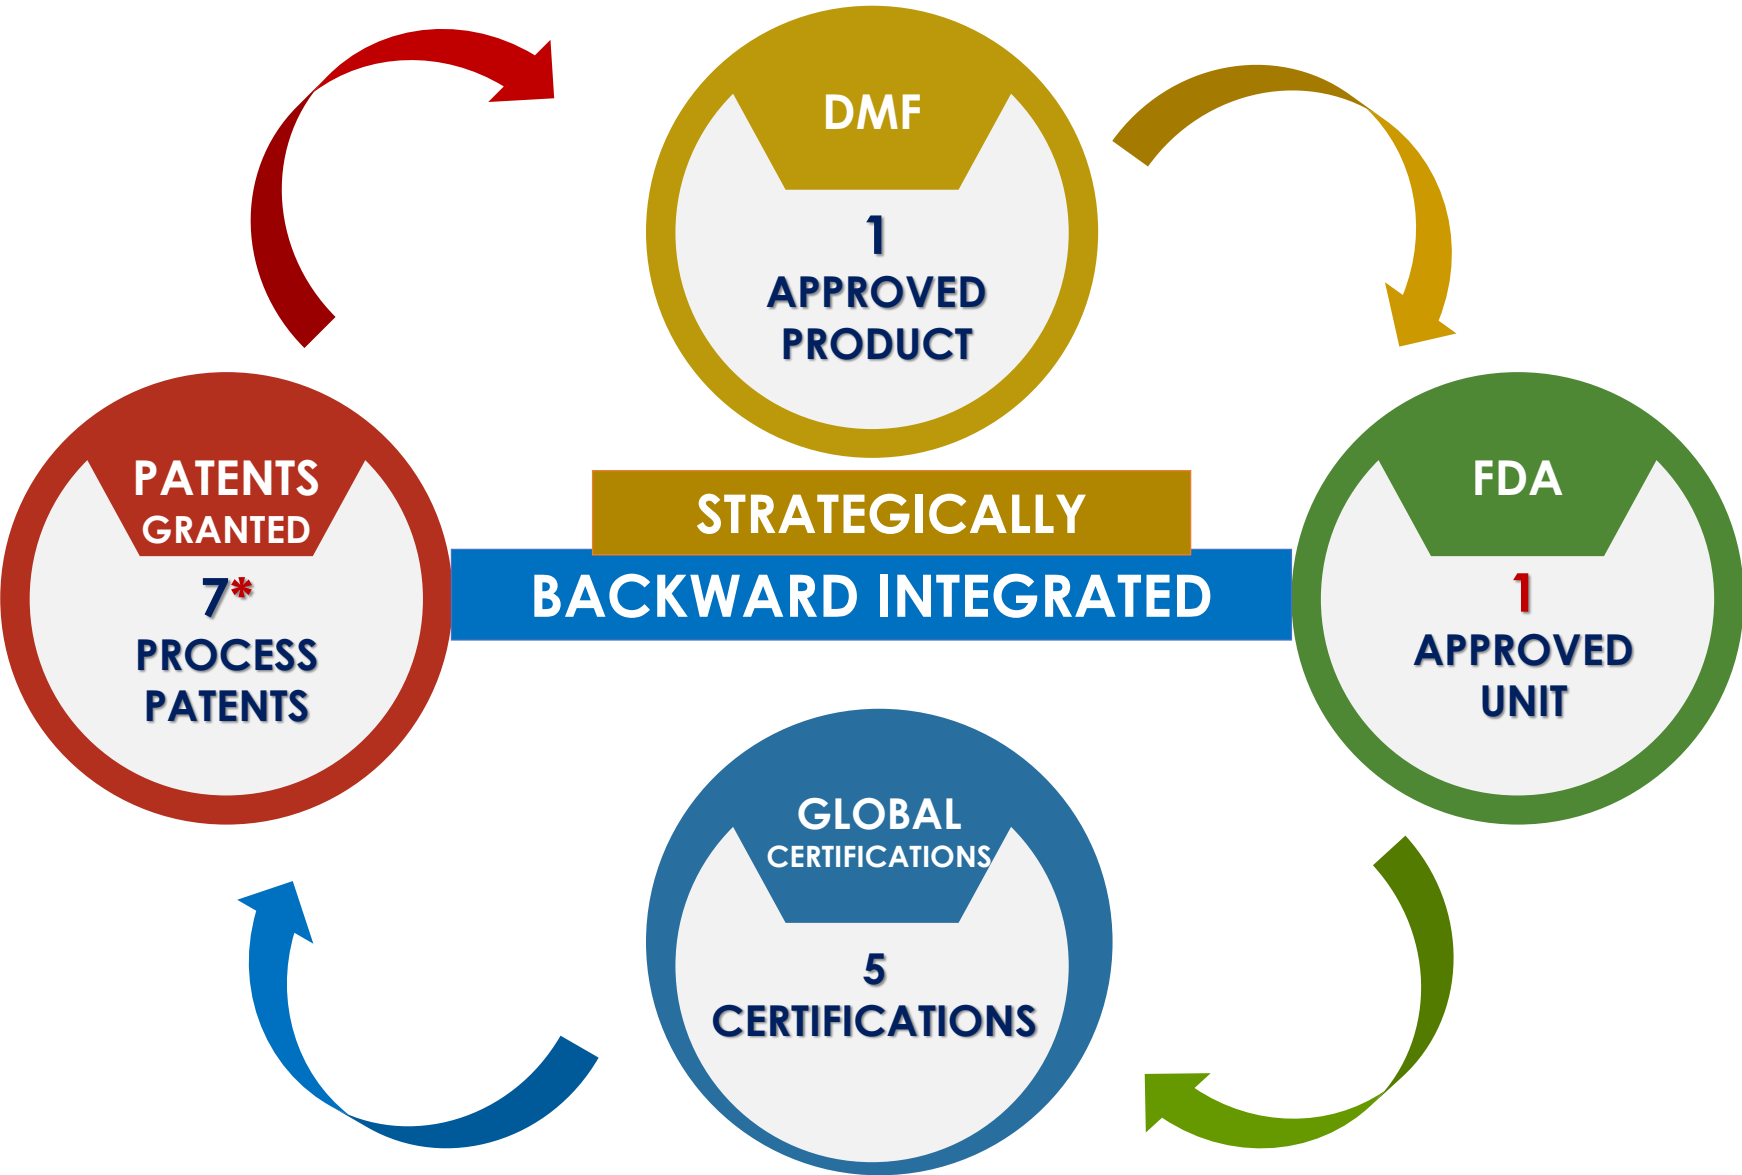 DMF
1
APPROVED
PRODUCT
PATENTS
GRANTED
7*
PROCESS
PATENTS
STRATEGICALLY
BACKWARD INTEGRATED
FDA
1
APPROVED
UNIT
GLOBAL
CERTIFICATIONS
5
CERTIFICATIONS